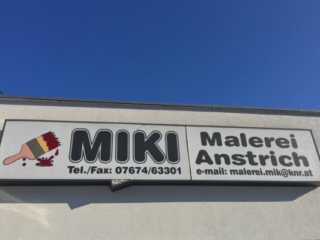 MIKI
Tel./Fax: 07674/63301
Malerei
Anstrich
e-mail: malerei.mik@knr.at